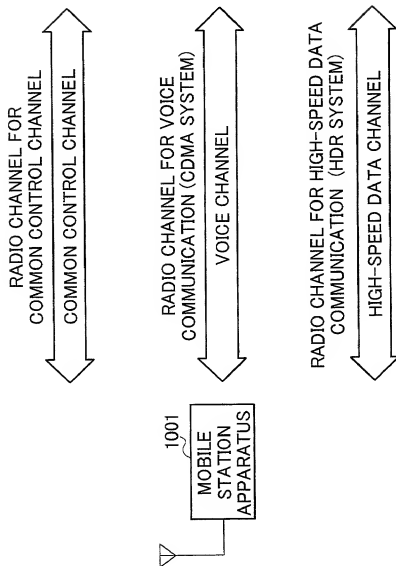 RADIO CHANNEL FOR
COMMON CONTROL CHANNEL
COMMON CONTROL CHANNEL
RADIO CHANNEL FOR VOICE
COMMUNICATION (CDMA SYSTEM)
VOICE CHANNEL
RADIO CHANNEL FOR HIGH-SPEED DATA
COMMUNICATION (HDR SYSTEM)
HIGH-SPEED DATA CHANNEL
1001
MOBILE
STATION
APPARATUS